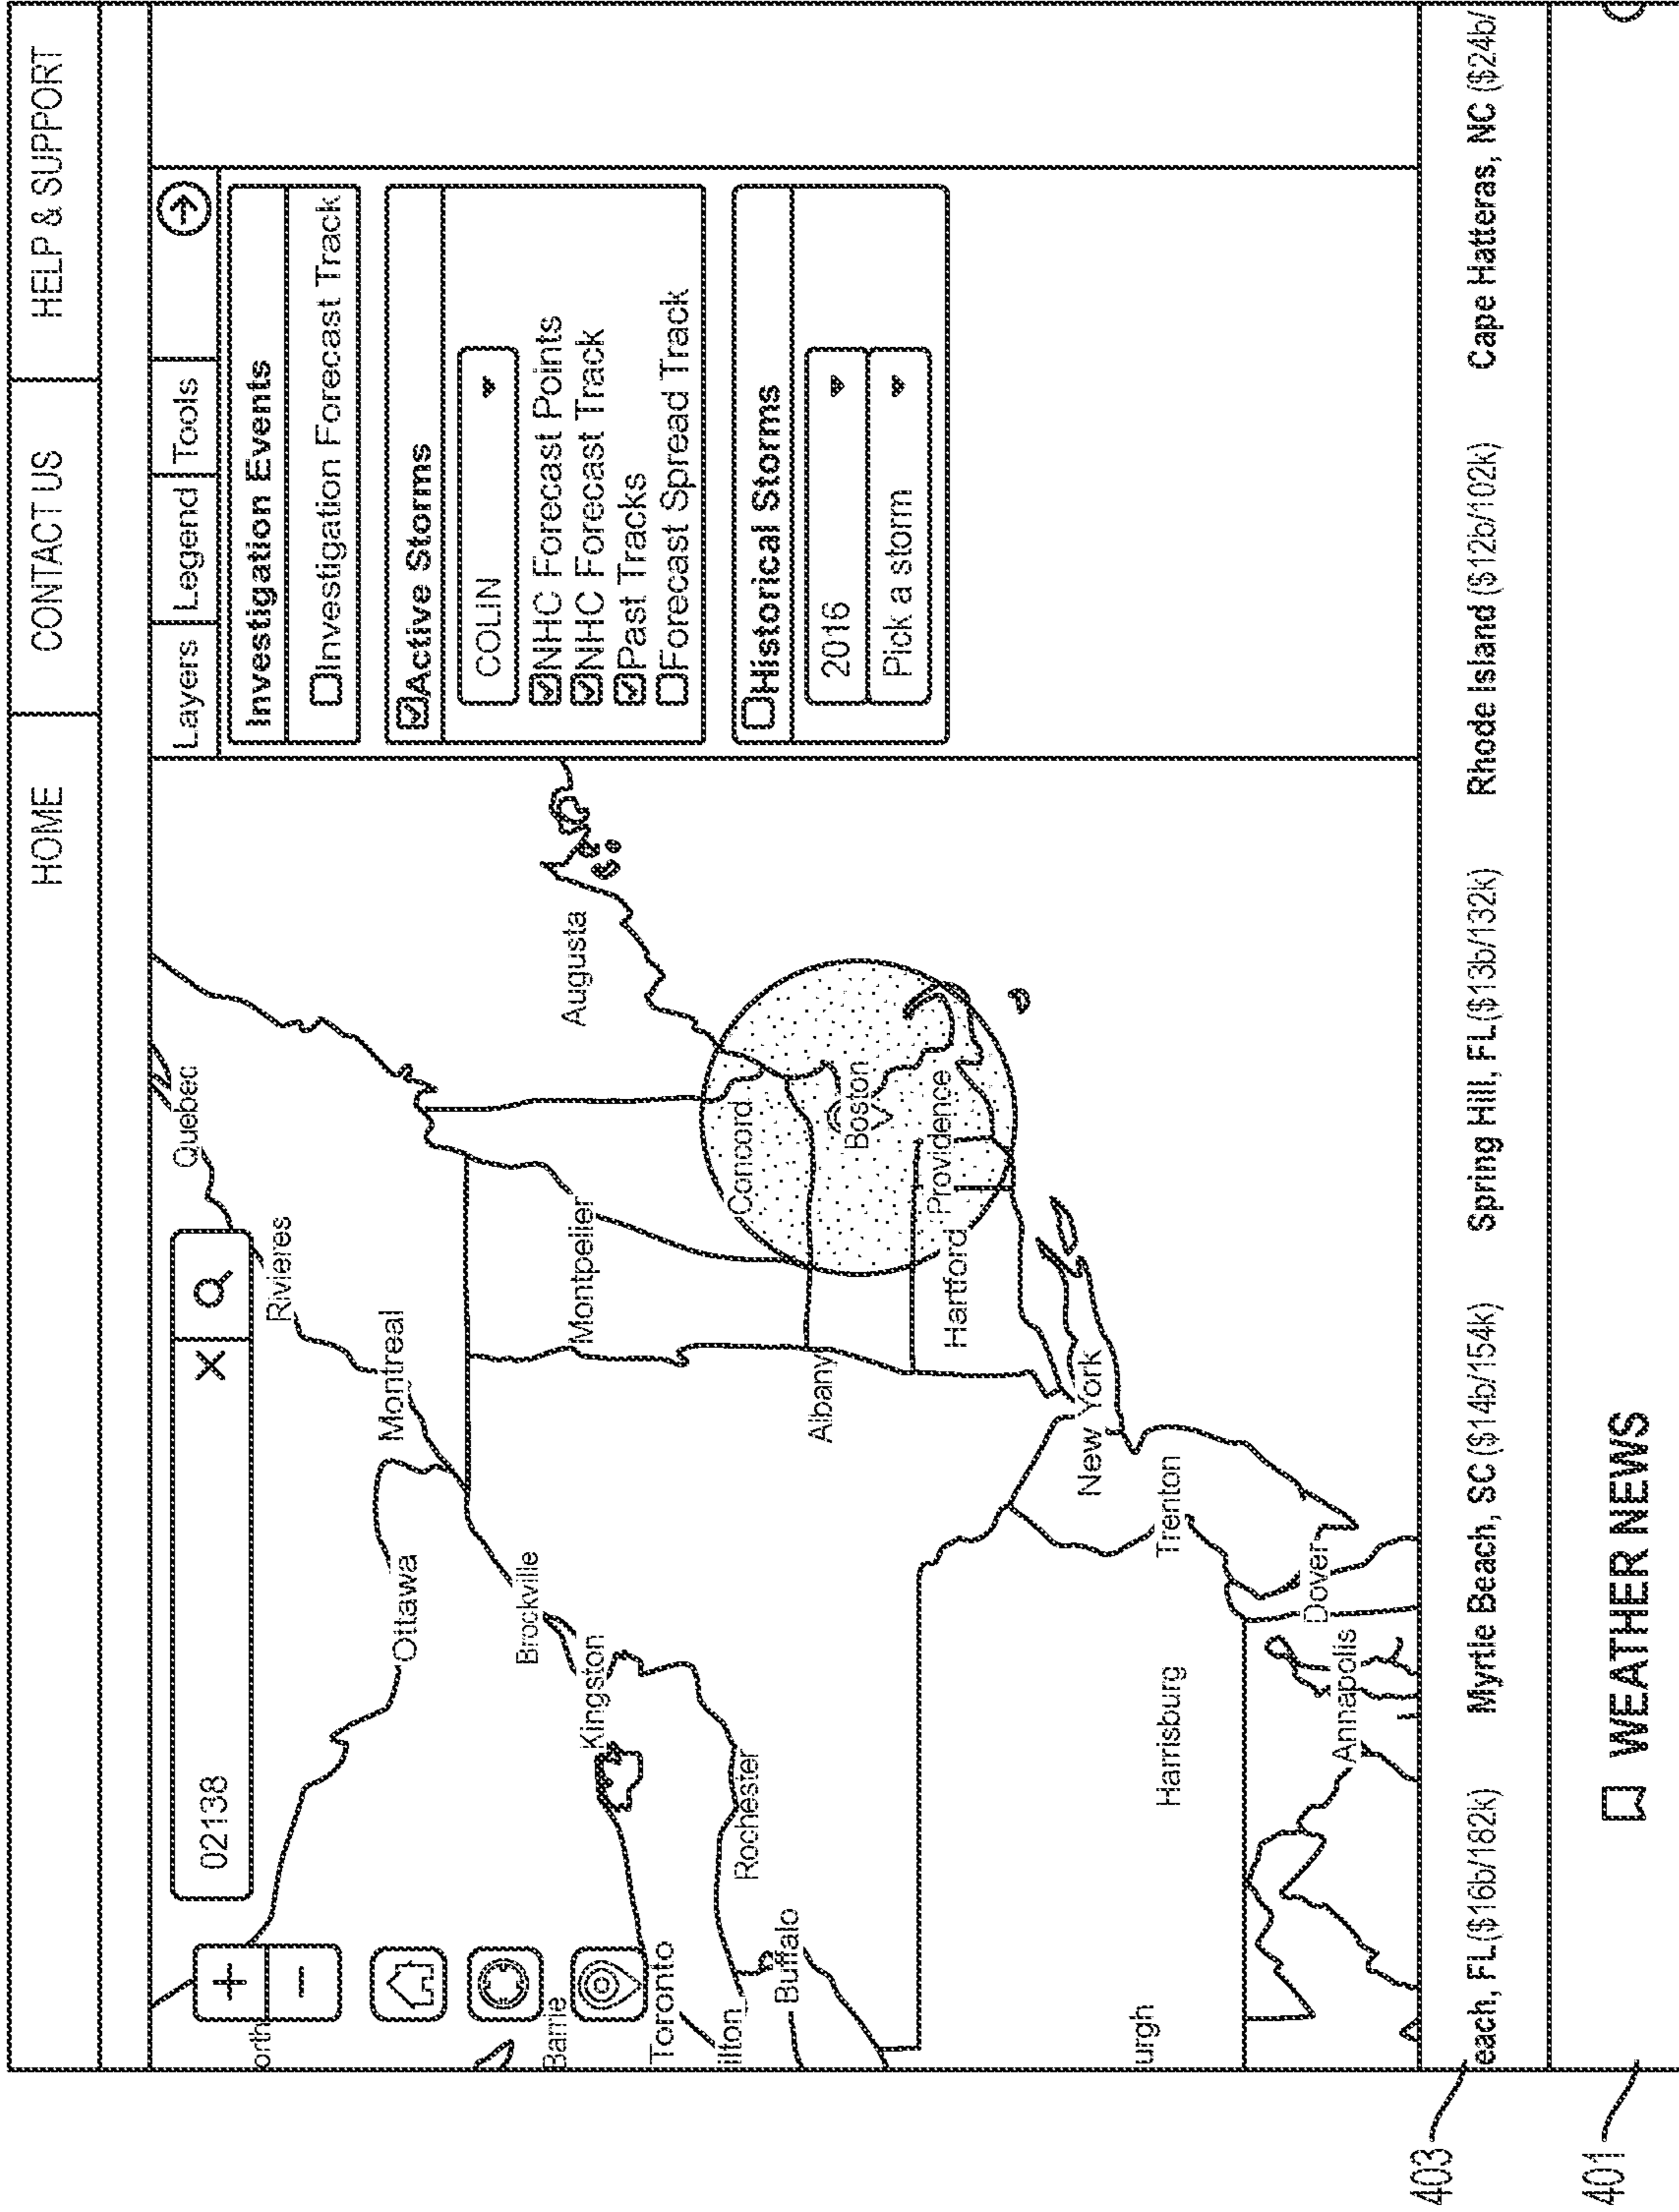 HOME CONTACT US HELP & SUPPORT
Layers Legend Tools
02138
Investigation Events
Investigation Forecast Track
Active Storms
COLIN
NHC Forecast Points
NHC Forecast Track
Past Tracks
Forecast Spread Track
Historical Storms
2016
Pick a storm
Quebec
orth
Rivieres
Montreal
Ottawa
Brockville
Barrie
Augusta
Montpelier
Kingston
Toronto
ilton
Rochester
Concord
Buffalo
Albany
Boston
Providence
Hartford
New York
urgh
Harrisburg
Trenton
Dover
Annapolis
each, FL($16b/182k) Myrtle Beach, SC ($14b/154k) Spring Hill, FL($13b/132k) Rhode Island ($12b/102k) Cape Hatteras, NC ($24b/
WEATHER NEWS
403
401